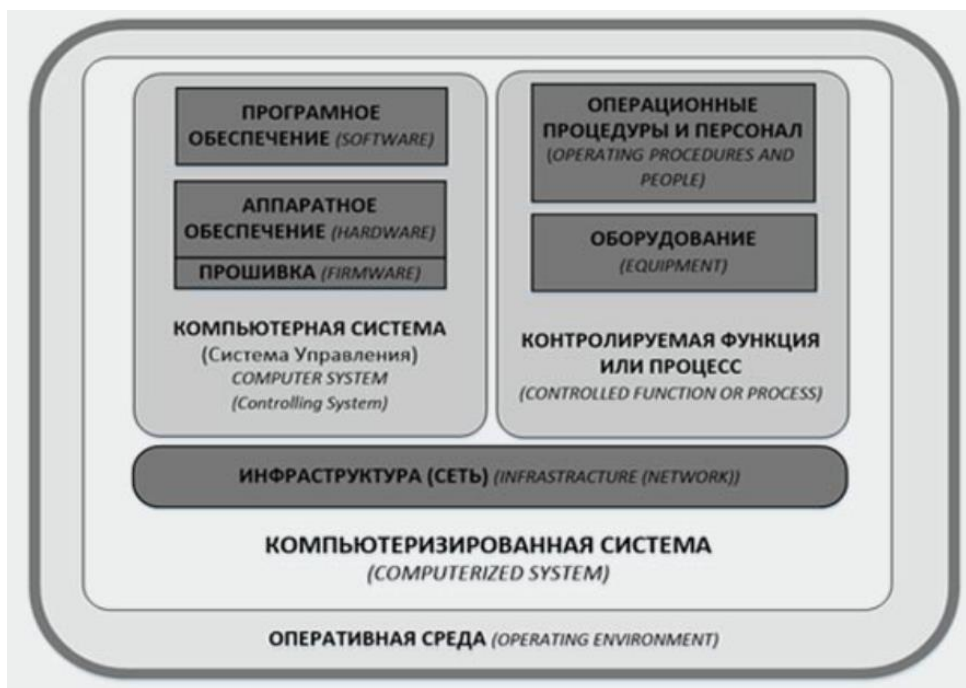 ПРОГРАМНОЕ
ОБЕСПЕЧЕНИЕ (SOFTWARE)
АППАРАТНОЕ
ОБЕСПЕЧЕНИЕ (HARDWARE)
ПРОШИВКА (FIRMWARE)
КОМПЬЮТЕРНАЯ СИСТЕМА
(Система Управления)
COMPUTER SYSTEM
(Controlling System)
ОПЕРАЦИОННЫЕ
ПРОЦЕДУРЫ И ПЕРСОНАЛ
(OPERATING PROCEDURES AND
PEOPLE)
ОБОРУДОВАНИЕ
(EQUIPMENT)
КОНТРОЛИРУЕМАЯ ФУНКЦИЯ
ИЛИ ПРОЦЕСС
(CONTROLLED FUNCTION OR PROCESS)
ИНФРАСТРУКТУРА (СЕТЬ) (INFRASTRACTURE (NETWORK))
КОМПЬЮТЕРИЗИРОВАННАЯ СИСТЕМА
(COMPUTERIZED SYSTEM)
ОПЕРАТИВНАЯ СРЕДА (OPERATING ENVIRONMENT)